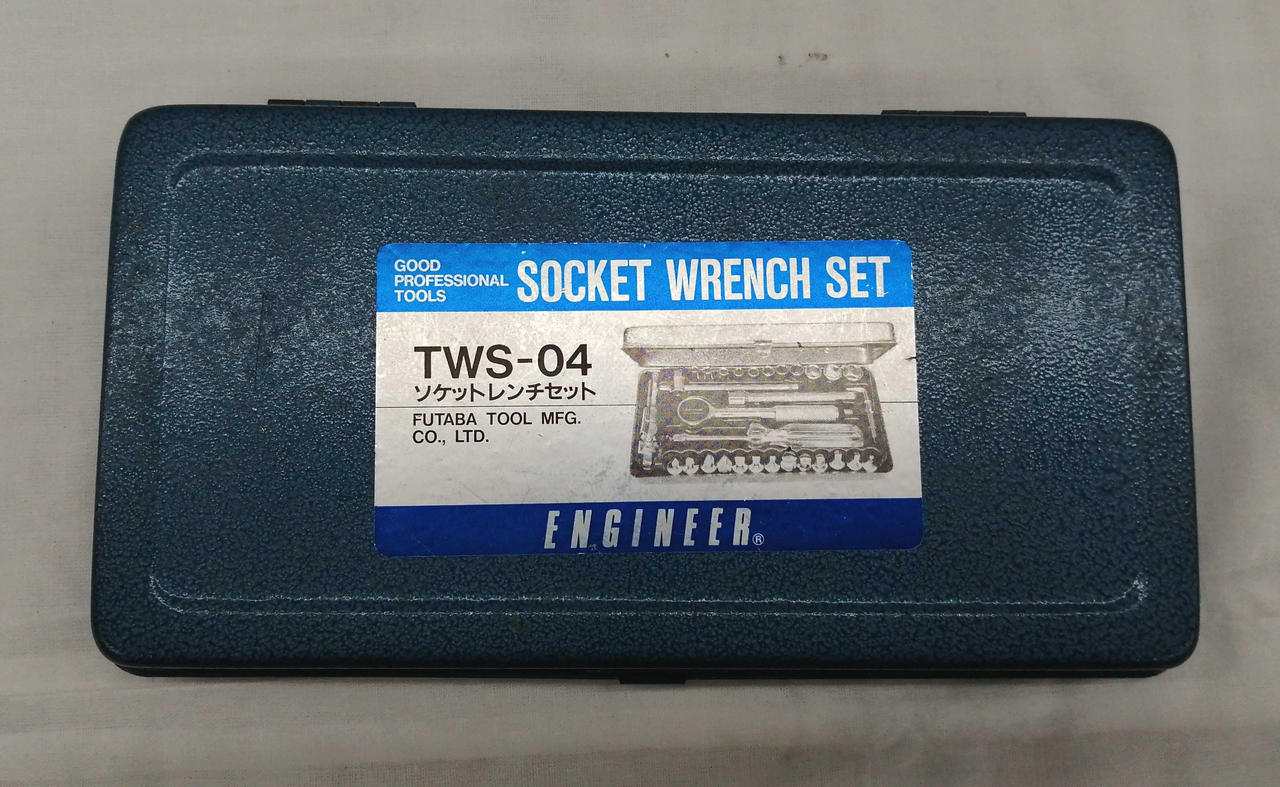 GOOD
PROFESSIONAL
TOOLS
SOCKET WRENCH SET
TWS-04
ソケットレンチセット
FUTABA TOOL MFG.
CO., LTD.
ENGINEER®